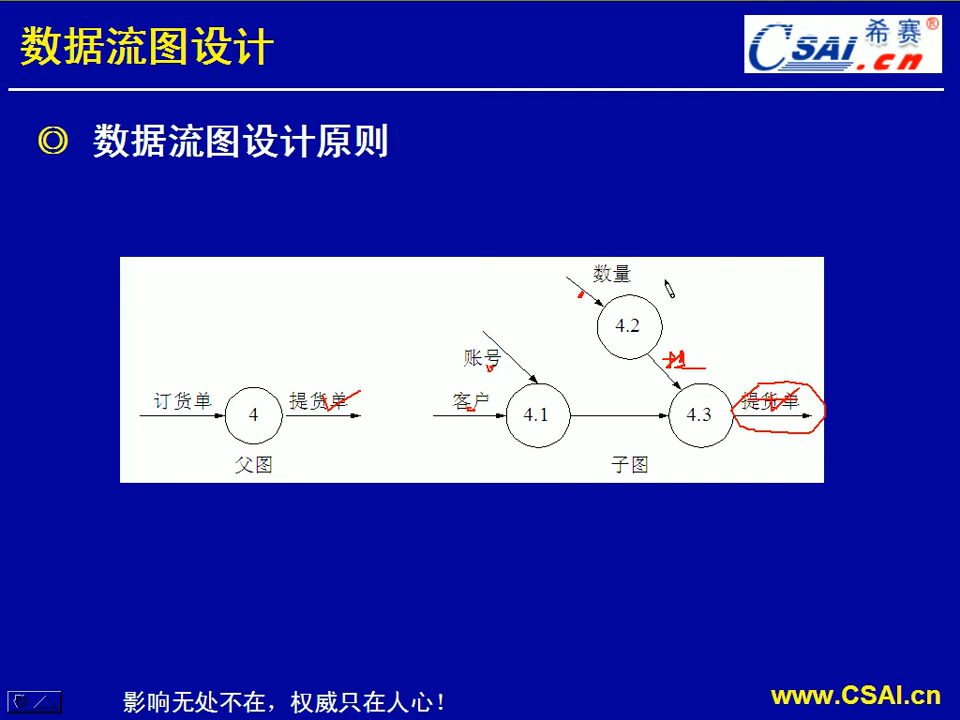 数据流图设计
CSAI.cn 希赛®
◎ 数据流图设计原则
数量
4.2
账号
订货单 4 提货单
客户 4.1 4.3 提货单
父图 子图
影响无处不在，权威只在人心！
www.CSAI.cn